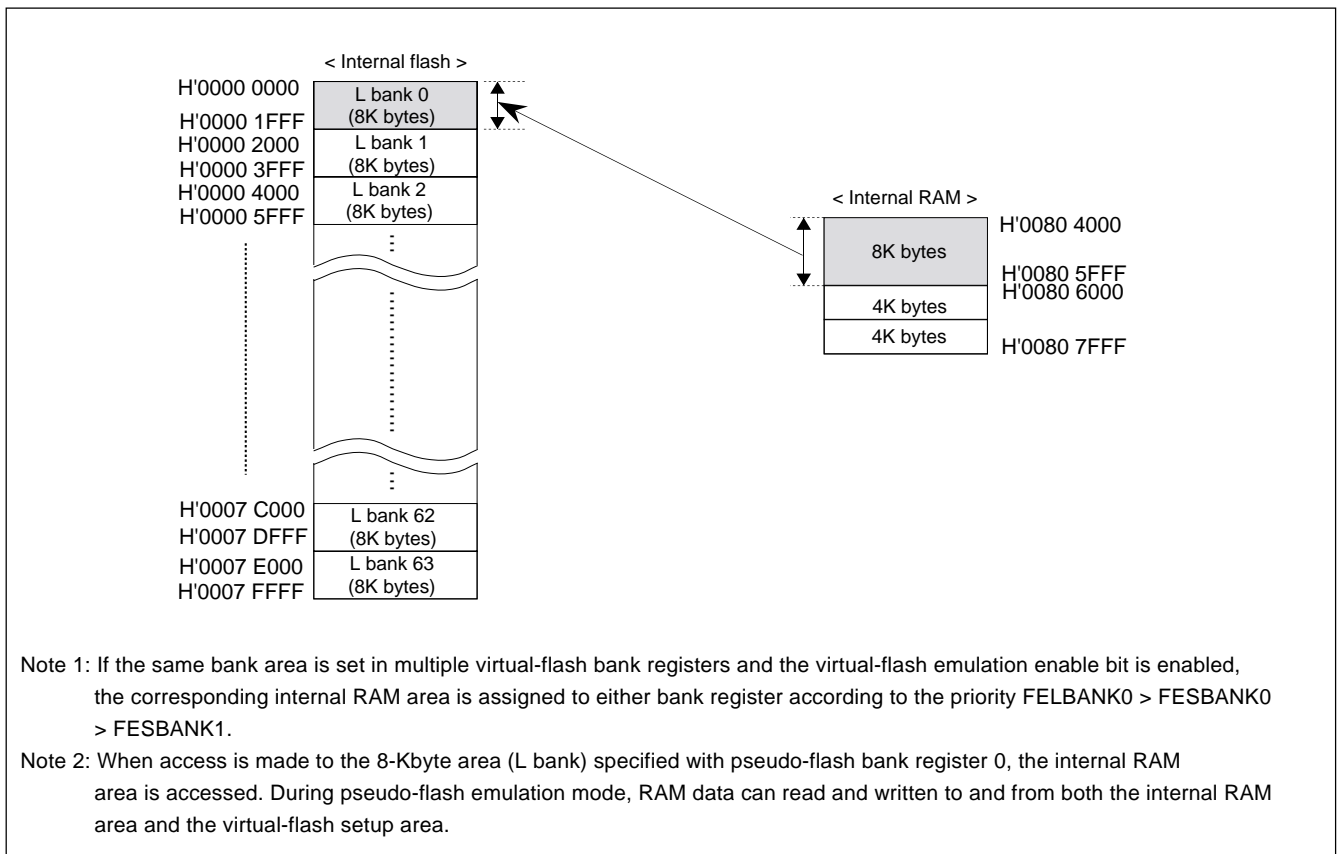 < Internal flash >
H'0000 0000
L bank 0
(8K bytes)
H'0000 1FFF
H'0000 2000
L bank 1
(8K bytes)
H'0000 3FFF
H'0000 4000
L bank 2
(8K bytes)
H'0000 5FFF
< Internal RAM >
H'0080 4000
8K bytes
H'0080 5FFF
H'0080 6000
4K bytes
4K bytes
H'0080 7FFF
H'0007 C000
L bank 62
H'0007 DFFF
(8K bytes)
H'0007 E000
L bank 63
H'0007 FFFF
(8K bytes)
Note 1: If the same bank area is set in multiple virtual-flash bank registers and the virtual-flash emulation enable bit is enabled,
the corresponding internal RAM area is assigned to either bank register according to the priority FELBANK0 > FESBANK0
> FESBANK1.
Note 2: When access is made to the 8-Kbyte area (L bank) specified with pseudo-flash bank register 0, the internal RAM
area is accessed. During pseudo-flash emulation mode, RAM data can read and written to and from both the internal RAM
area and the virtual-flash setup area.